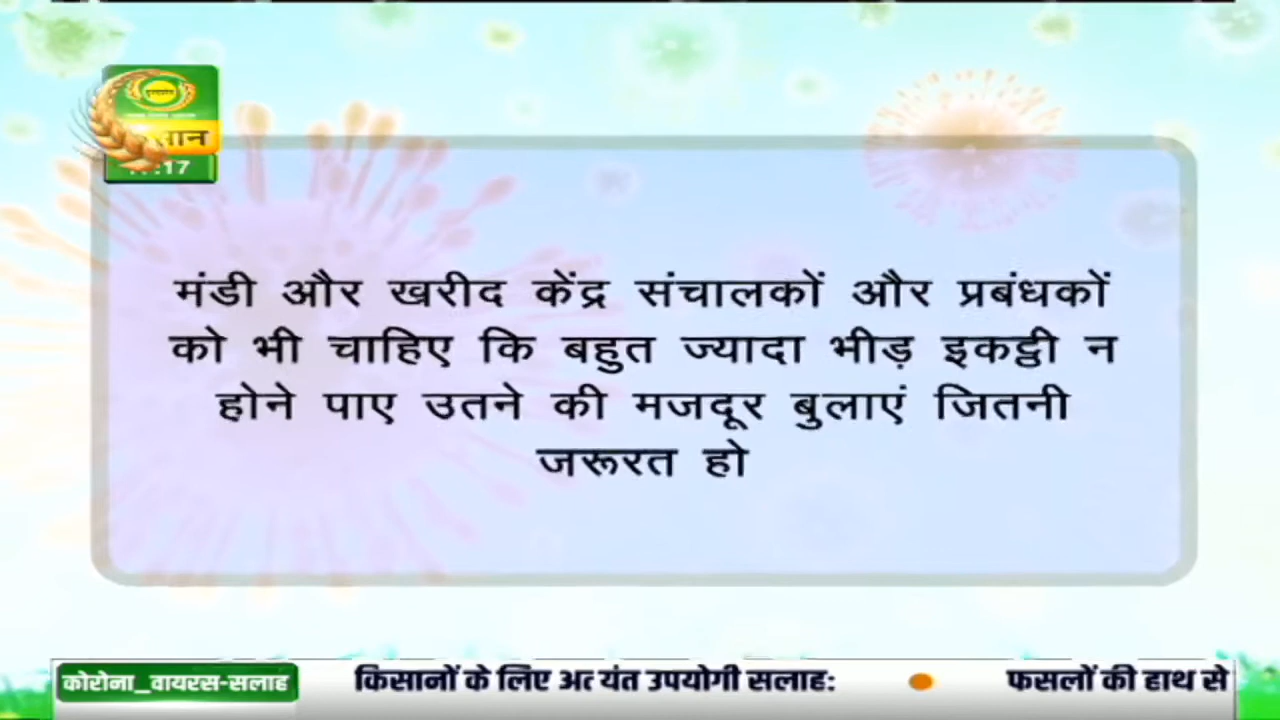 सान
:17
मंडी और खरीद केंद्र संचालकों और प्रबंधकों
को भी चाहिए कि बहुत ज्यादा भीड़ इकट्ठी न
होने पाए उतने की मजदूर बुलाएं जितनी
जरूरत हो
कोरोना_वायरस-सलाह किसानों के लिए अत्यंत उपयोगी सलाह: फसलों की हाथ से